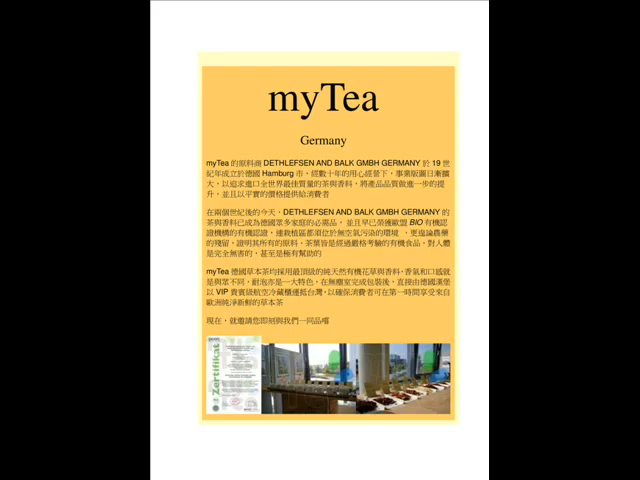 myTea
Germany
myTea 的原料商 DETHLEFSEN AND BALK GMBH GERMANY 於 19 世
紀年成立於德國 Hamburg 市。經數十年的用心經營下，事業版圖日漸擴
大，以追求進口全世界最佳質量的茶與香料，將產品品質做進一步的提
升，並且以平實的價格提供給消費者
在兩個世紀後的今天，DETHLEFSEN AND BALK GMBH GERMANY 的
茶與香料已成為德國眾多家庭的必需品， 並且早已榮獲歐盟 BIO 有機認
證機構的有機認證，連栽植區都須位於無空氣污染的環境 ，更遑論農藥
的殘留，證明其所有的原料，茶葉皆是經過嚴格考驗的有機食品，對人體
是完全無害的，甚至是極有幫助的
myTea 德國草本茶均採用最頂級的純天然有機花草與香料，香氣和口感就
是與眾不同，耐泡亦是一大特色，在無塵室完成包裝後，直接由德國漢堡
以 VIP 貴賓級航空冷藏櫃運抵台灣，以確保消費者可在第一時間享受來自
歐洲純淨新鮮的草本茶
現在，就邀請您即刻與我們一同品嚐
Zertifikat